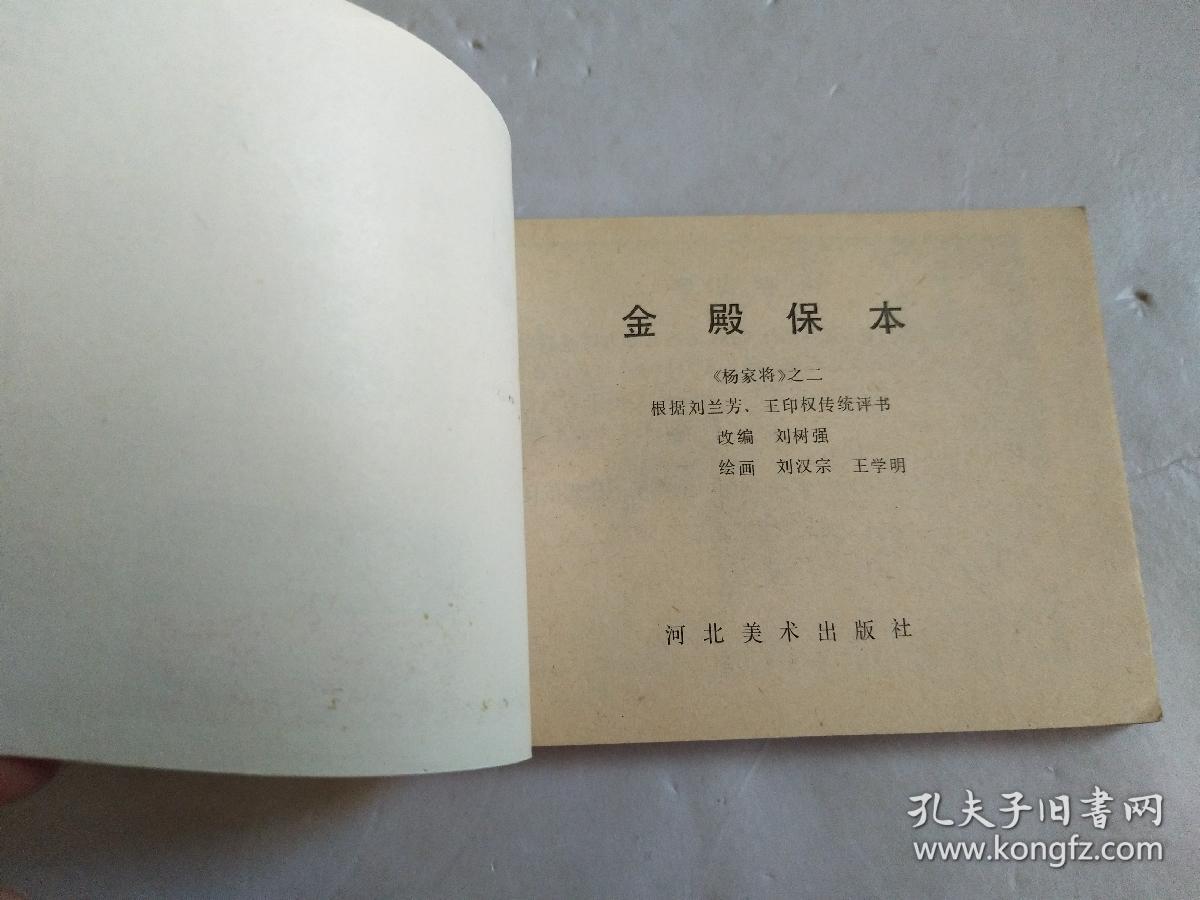 金殿保本
《杨家将》之二
根据刘兰芳、王印权传统评书
改编 刘树强
绘画 刘汉宗 王学明
河北美术出版社
孔夫子旧书网
www.kongfz.com